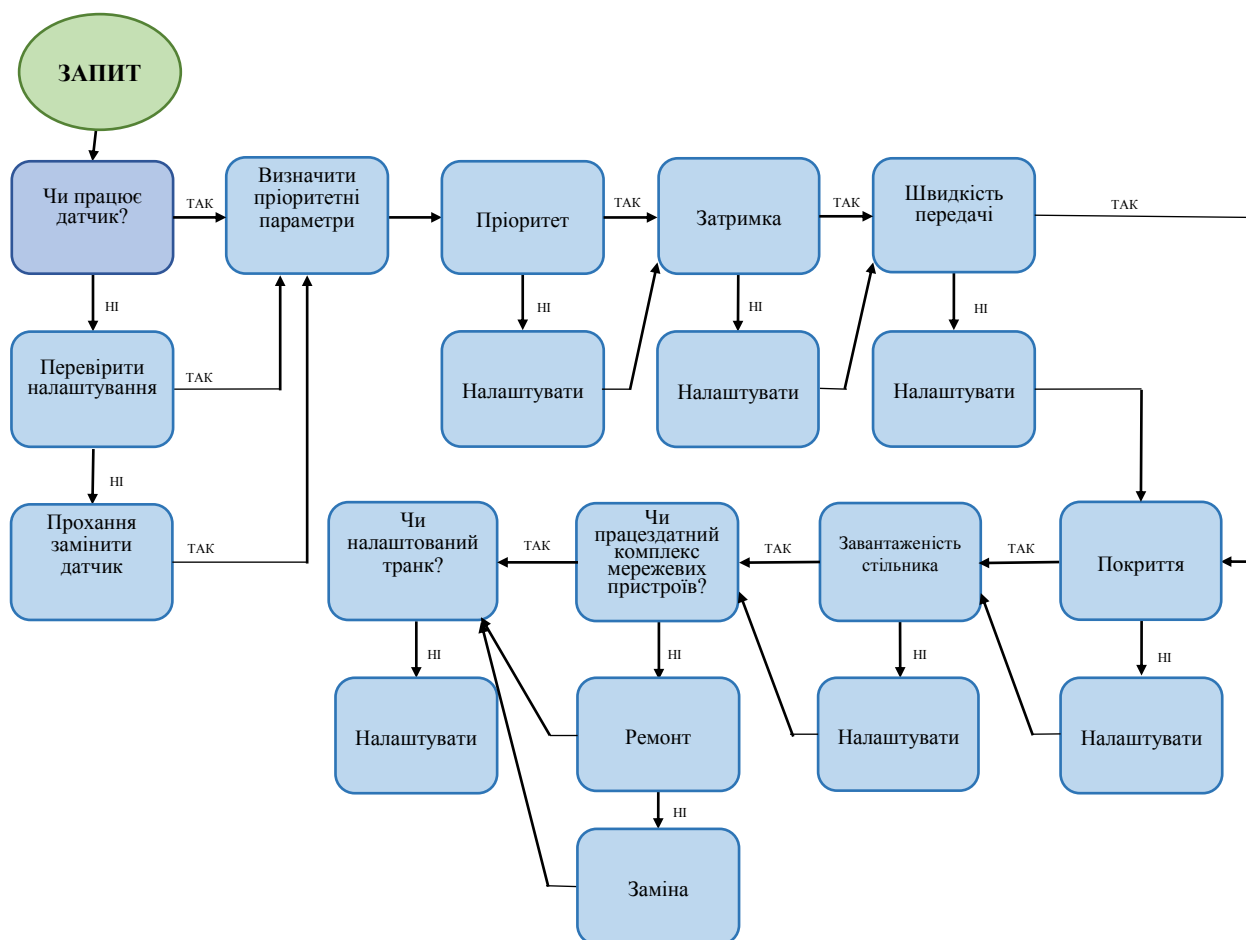 ЗАПИТ
Чи працює
датчик?
ТАК
Визначити
пріоритетні
параметри
Пріоритет
ТАК
Затримка
ТАК
Швидкість
передачі
ТАК
НІ
НІ
НІ
НІ
Перевірити
налаштування
ТАК
Налаштувати
Налаштувати
Налаштувати
НІ
Прохання
замінити
датчик
ТАК
Чи
налаштований
транк?
ТАК
Чи
працездатний
комплекс
мережевих
пристроїв?
ТАК
Завантаженість
стільника
ТАК
Покриття
НІ
НІ
НІ
НІ
Налаштувати
Ремонт
Налаштувати
Налаштувати
НІ
Заміна